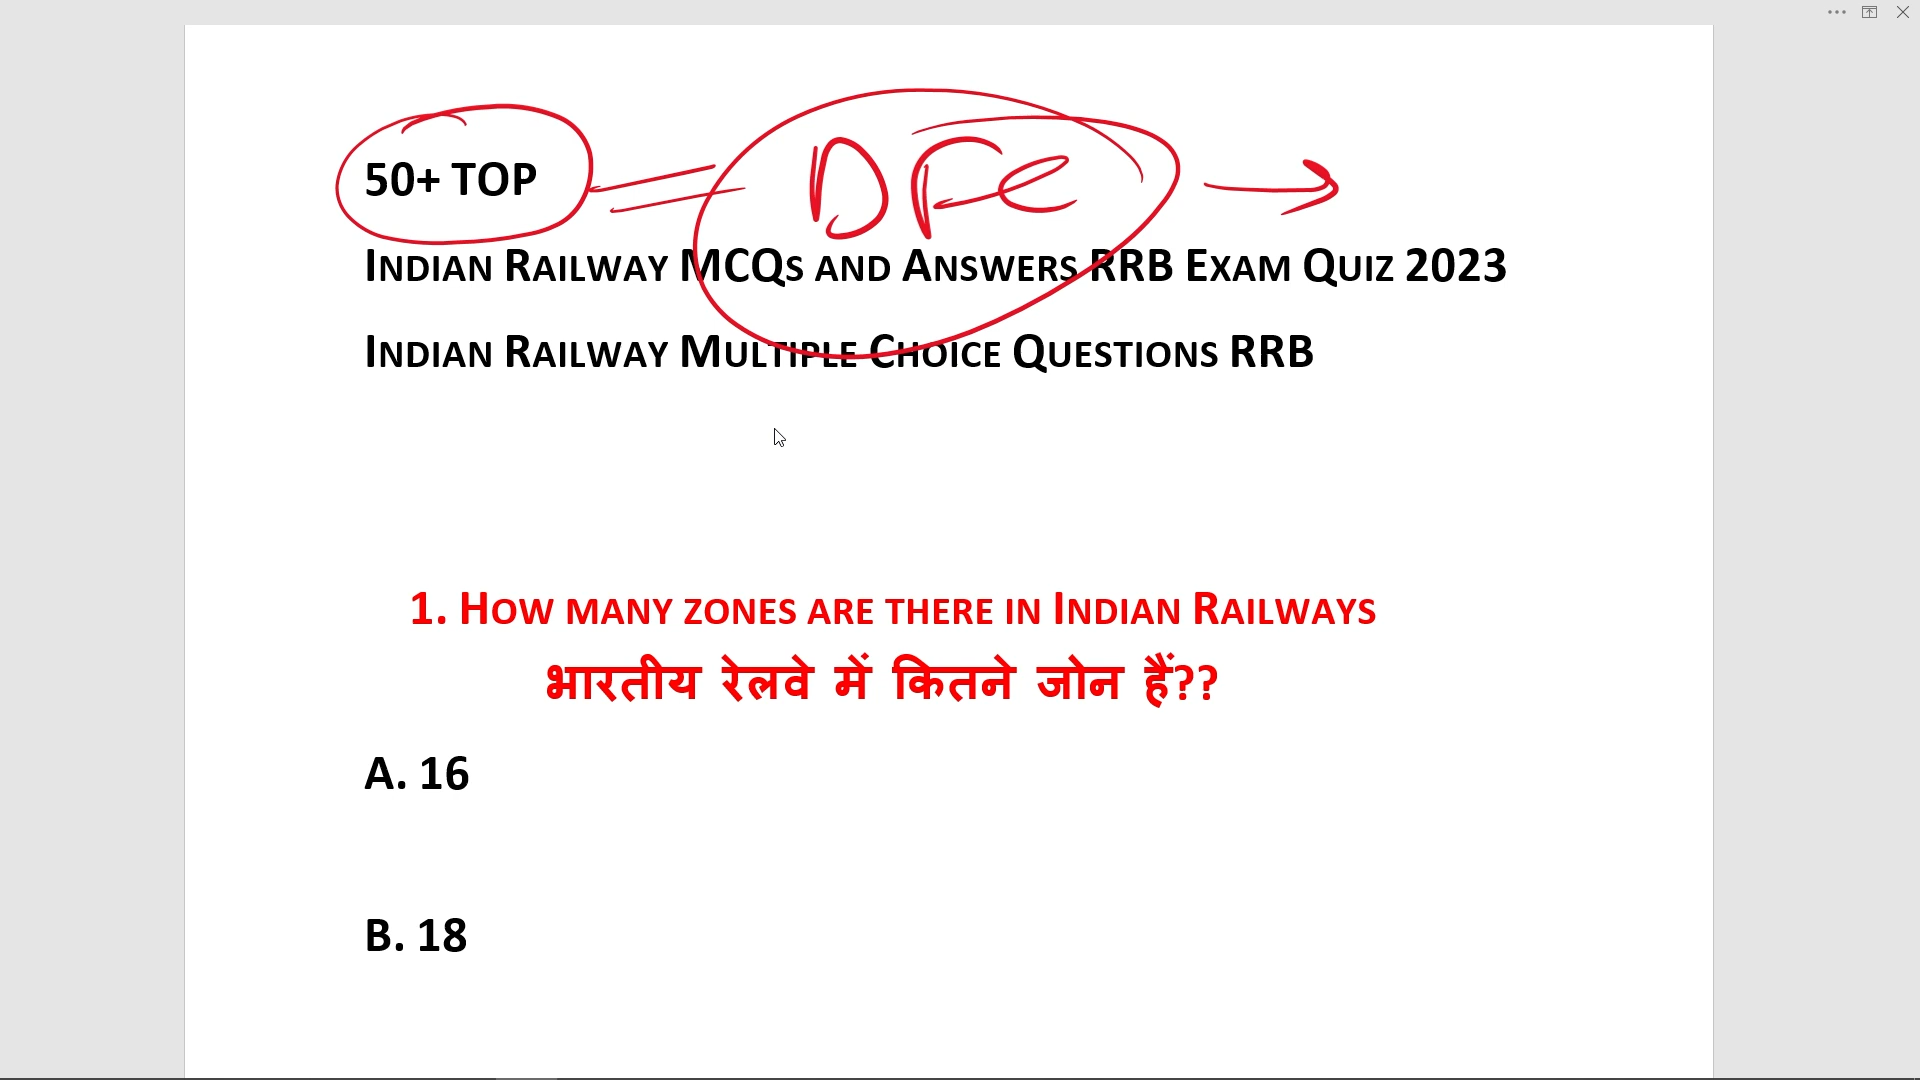 50+ TOP
DFC
INDIAN RAILWAY MCQS AND ANSWERS RRB EXAM QUIZ 2023
INDIAN RAILWAY MULTIPLE CHOICE QUESTIONS RRB
1. HOW MANY ZONES ARE THERE IN INDIAN RAILWAYS
भारतीय रेलवे में कितने जोन हैं??
A. 16
B. 18